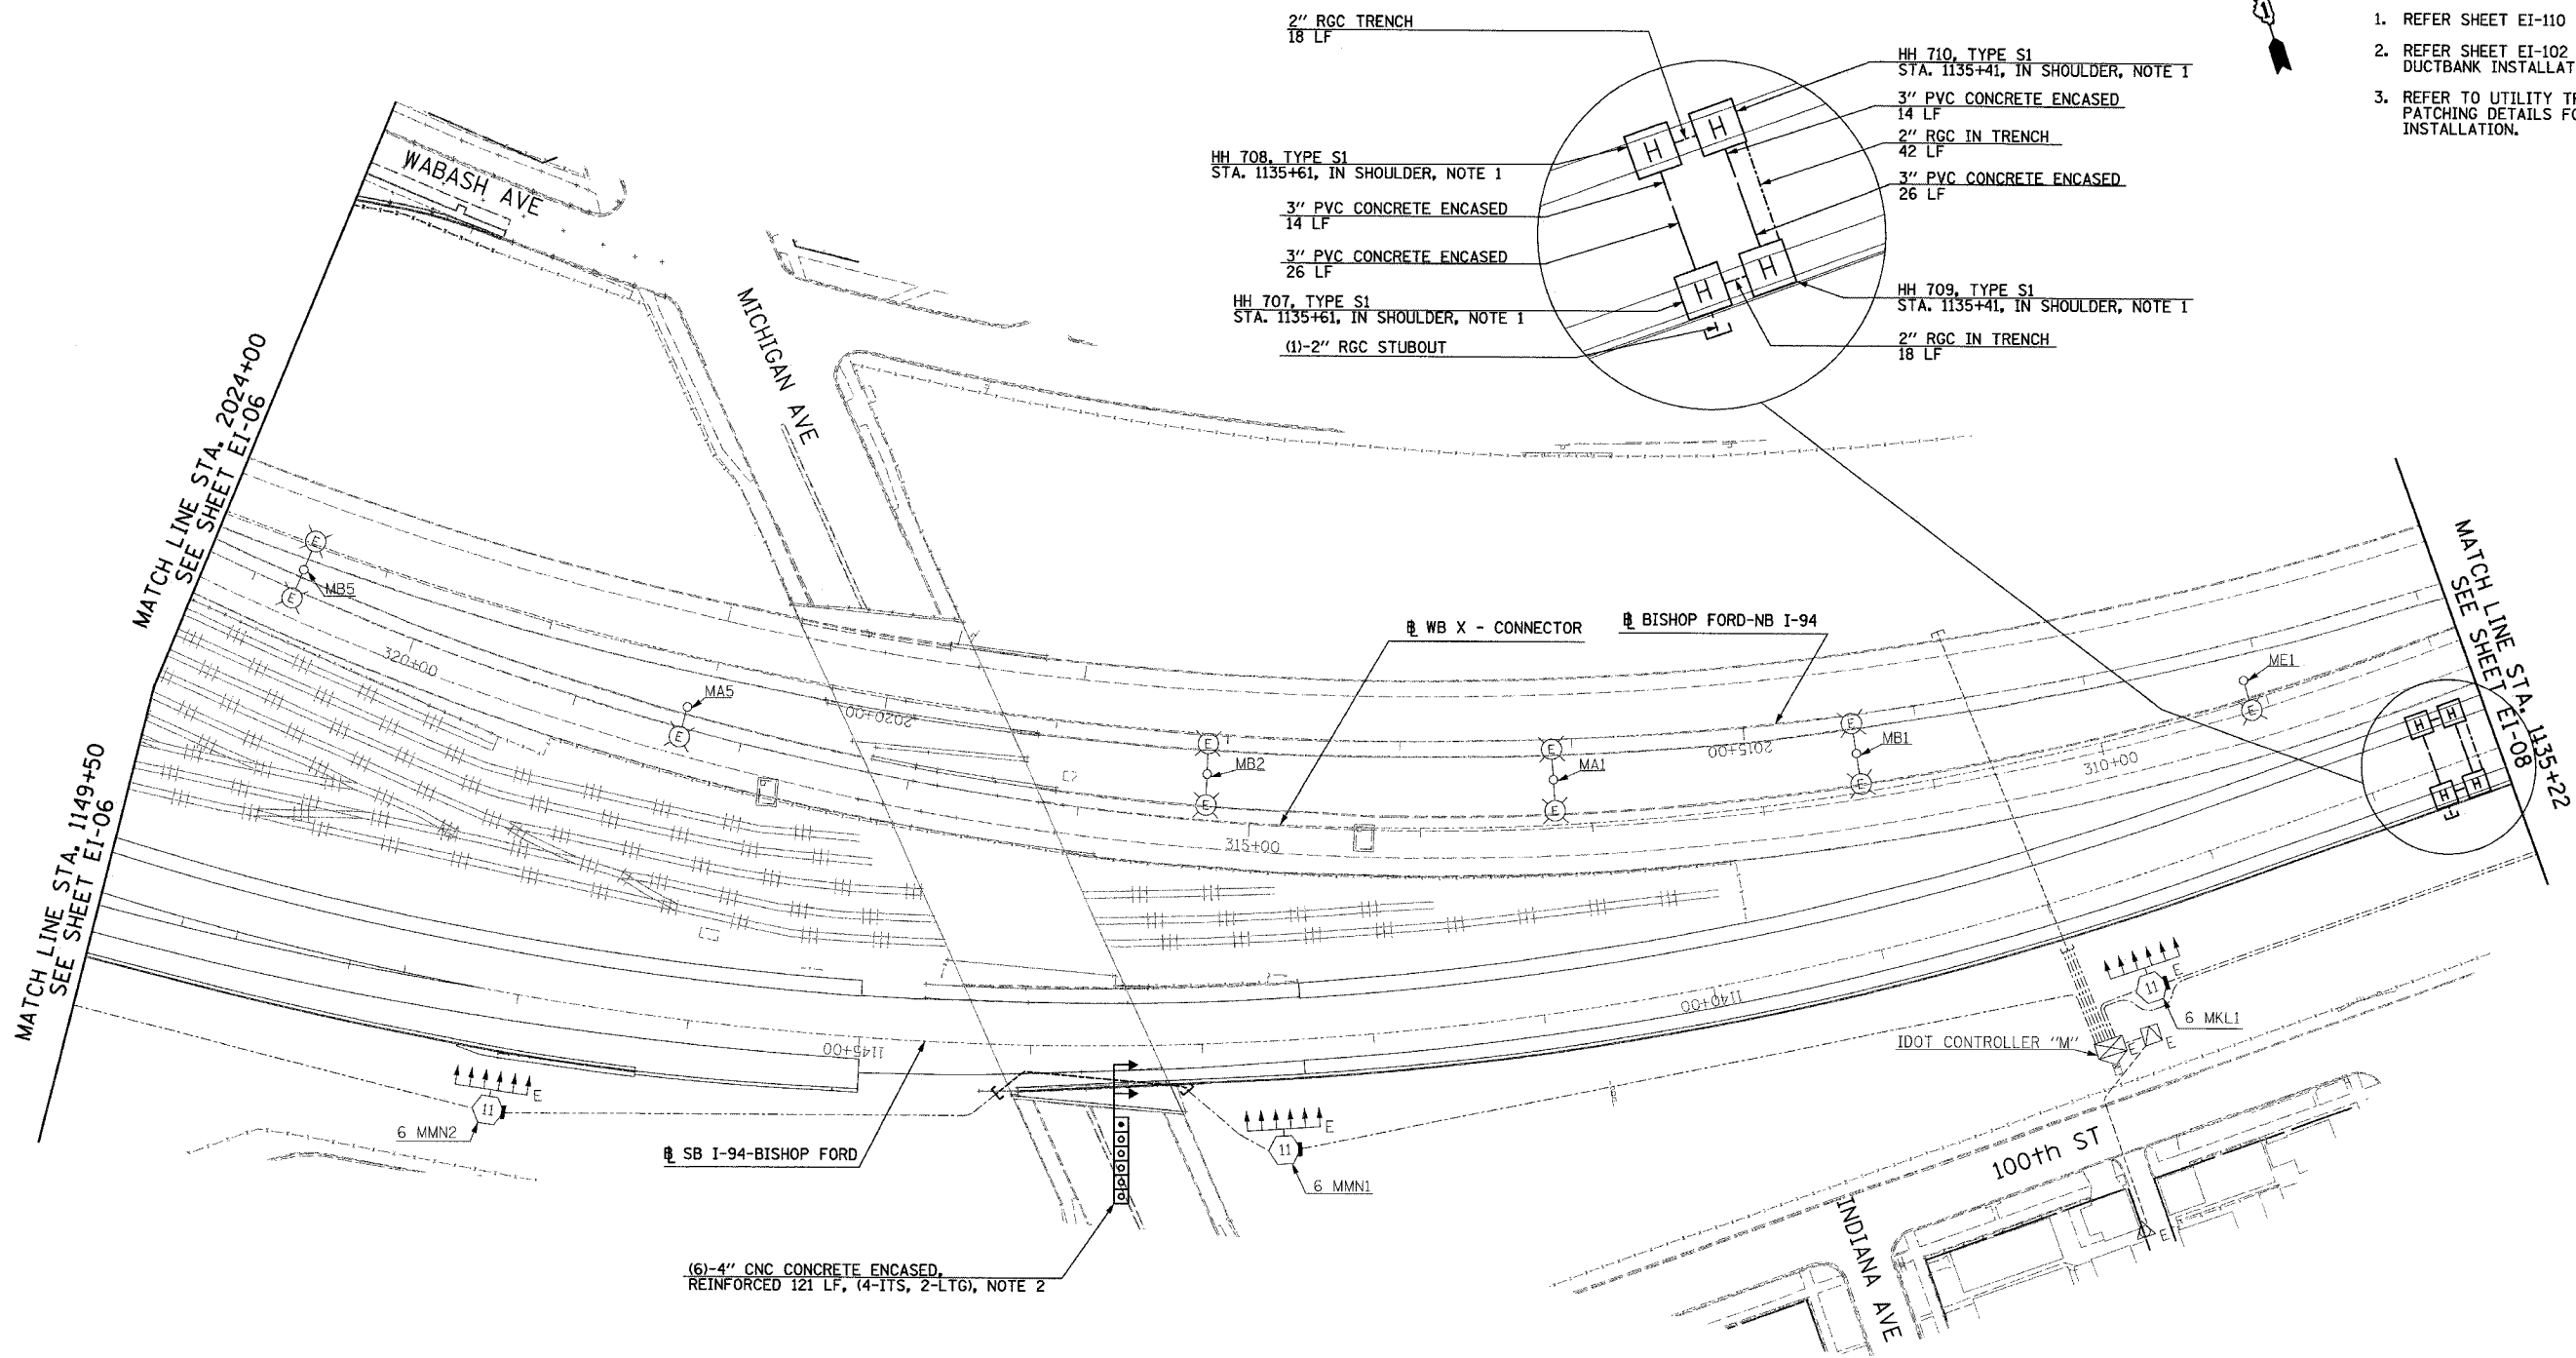 2" RGC TRENCH
18 LF
HH 710, TYPE S1
STA. 1135+41, IN SHOULDER, NOTE 1
3" PVC CONCRETE ENCASED
14 LF
2" RGC IN TRENCH
42 LF
3" PVC CONCRETE ENCASED
26 LF
HH 708, TYPE S1
STA. 1135+61, IN SHOULDER, NOTE 1
3" PVC CONCRETE ENCASED
14 LF
3" PVC CONCRETE ENCASED
26 LF
HH 707, TYPE S1
STA. 1135+61, IN SHOULDER, NOTE 1
(1)-2" RGC STUBOUT
HH 709, TYPE S1
STA. 1135+41, IN SHOULDER, NOTE 1
2" RGC IN TRENCH
18 LF
H
H
H
H
1. REFER SHEET EI-110
2. REFER SHEET EI-102
DUCTBANK INSTALLAT
3. REFER TO UTILITY TR
PATCHING DETAILS FO
INSTALLATION.
WABASH AVE
MICHIGAN AVE
MATCH LINE STA. 2024+00
SEE SHEET EI-06
MATCH LINE STA. 1149+50
SEE SHEET EI-06
MATCH LINE STA. 1135+22
SEE SHEET EI-08
E
E
MB5
320+00
MA5
E
2020+00
E
MB2
E
℄ WB X - CONNECTOR
℄ BISHOP FORD-NB I-94
E
MA1
E
2015+00
E
MB1
E
ME1
E
310+00
315+00
H
H
H
H
1140+00
1145+00
11
E
6 MMN2
℄ SB I-94-BISHOP FORD
11
E
6 MMN1
11
E
6 MKL1
IDOT CONTROLLER "M"
E
E
(6)-4" CNC CONCRETE ENCASED,
REINFORCED 121 LF, (4-ITS, 2-LTG), NOTE 2
100th ST
INDIANA AVE
E